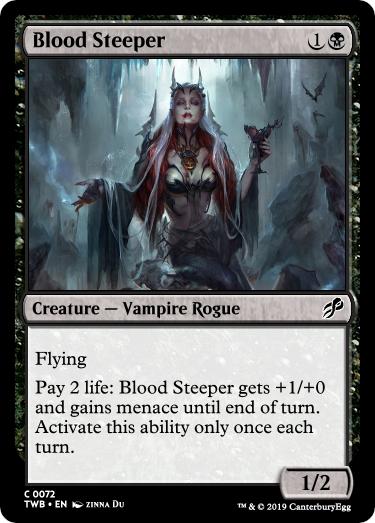 Blood Steeper 1
Creature — Vampire Rogue
Flying
Pay 2 life: Blood Steeper gets +1/+0
and gains menace until end of turn.
Activate this ability only once each
turn.
1/2
C 0072
TWB • EN ZINNA DU
™ & © 2019 CanterburyEgg